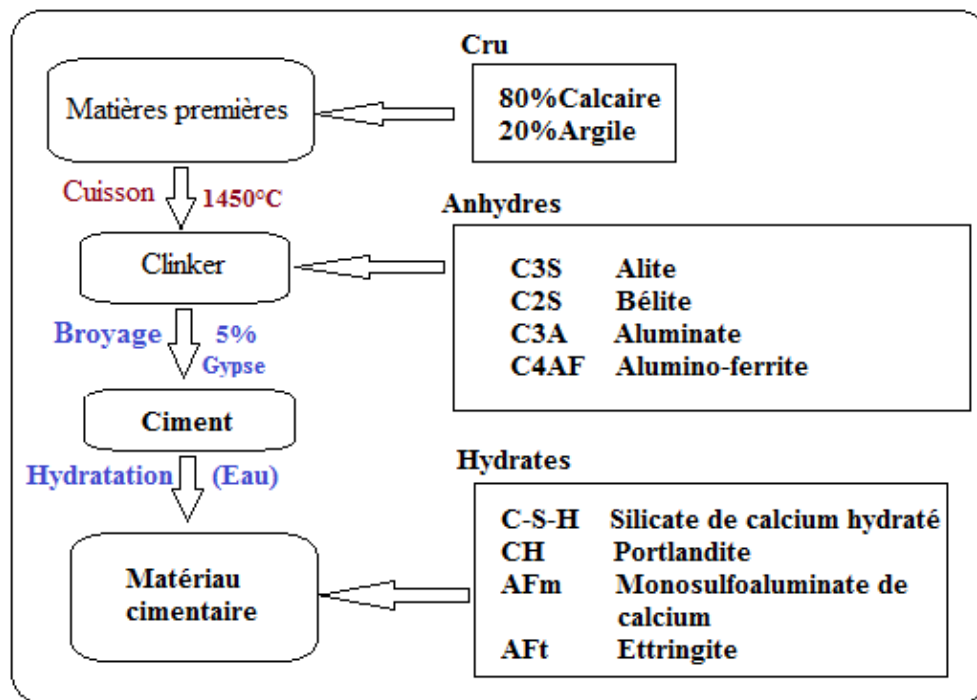 Cru
Matières premières
80%Calcaire
20%Argile
Cuisson 1450°C
Anhydres
Clinker
C3S Alite
C2S Bélite
C3A Aluminate
C4AF Alumino-ferrite
Broyage 5%
Gypse
Ciment
Hydratation (Eau)
Hydrates
Matériau
cimentaire
C-S-H Silicate de calcium hydraté
CH Portlandite
AFm Monosulfoaluminate de
calcium
AFt Ettringite